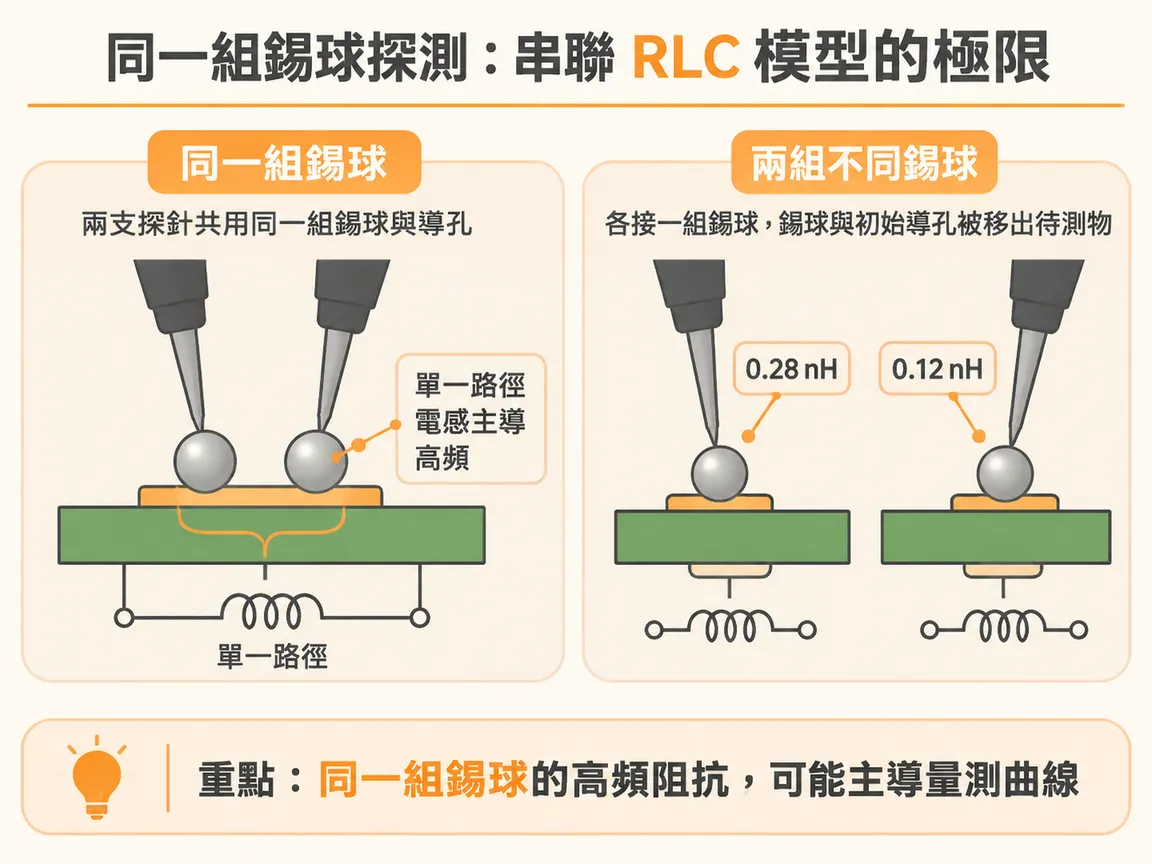 同一組錫球探測：串聯 RLC 模型的極限
同一組錫球
兩支探針共用同一組錫球與導孔
單一路徑
電感主導
高頻
單一路徑
兩組不同錫球
各接一組錫球，錫球與初始導孔被移出待測物
0.28 nH
0.12 nH
重點：同一組錫球的高頻阻抗，可能主導量測曲線